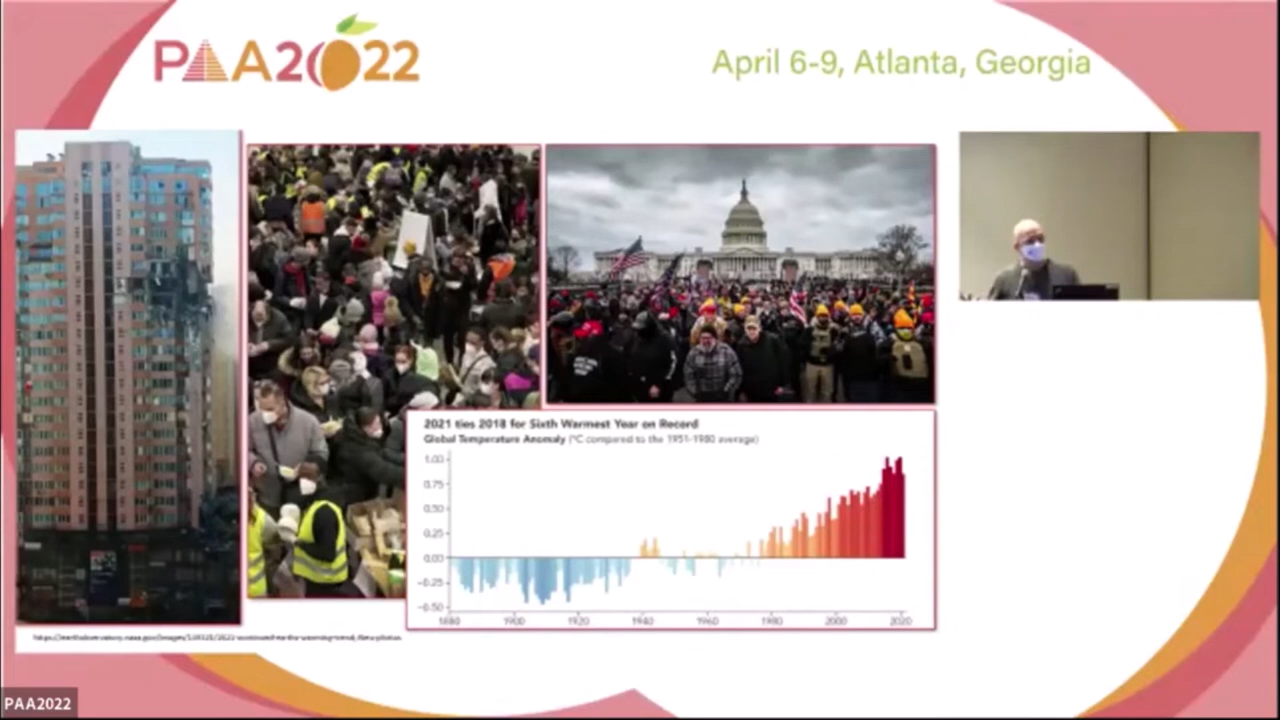 PAA2022
April 6-9, Atlanta, Georgia
2021 ties 2018 for Sixth Warmest Year on Record
Global Temperature Anomaly (°C compared to the 1951-1980 average)
1.00
0.75
0.50
0.25
0.00
-0.25
-0.50
1880 1900 1920 1940 1960 1980 2000 2020
PAA2022